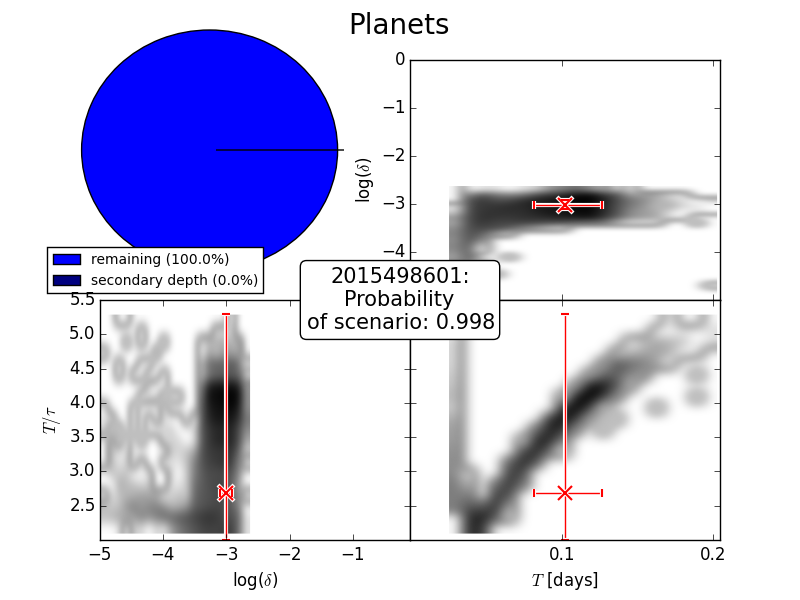 Planets
0
−1
−2
−3
−4
log(δ)
remaining (100.0%)
secondary depth (0.0%)
2015498601:
Probability
of scenario: 0.998
5.5
5.0
4.5
4.0
3.5
3.0
2.5
T/τ
−5 −4 −3 −2 −1
log(δ)
0.1 0.2
T [days]